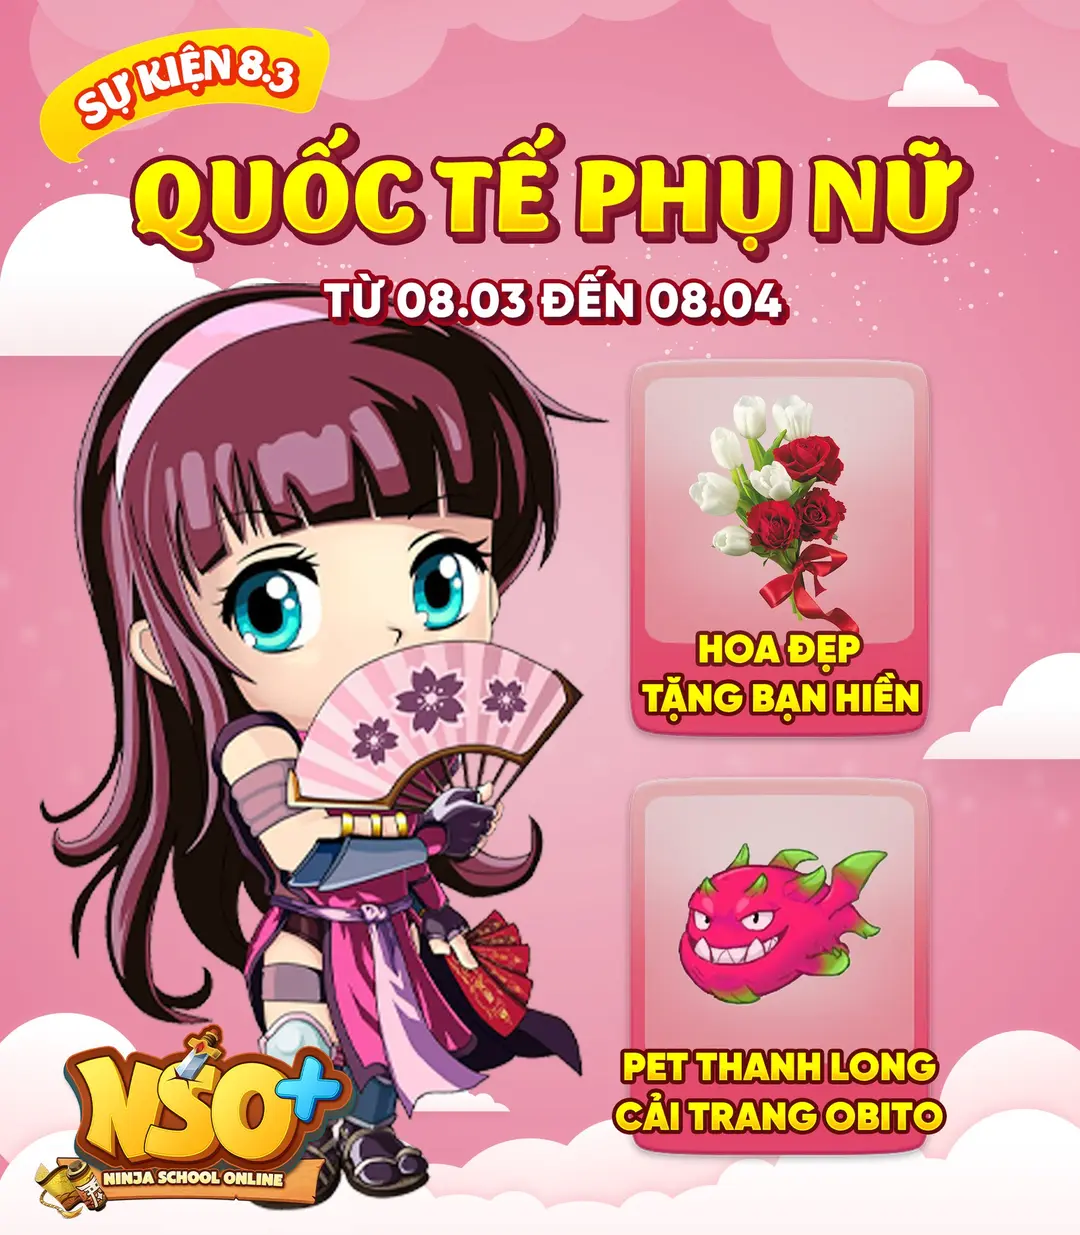 SỰ KIỆN 8.3
QUỐC TẾ PHỤ NỮ
TỪ 08.03 ĐẾN 08.04
HOA ĐẸP
TẶNG BẠN HIỀN
PET THANH LONG
CẢI TRANG OBITO
NSO+
NINJA SCHOOL ONLINE